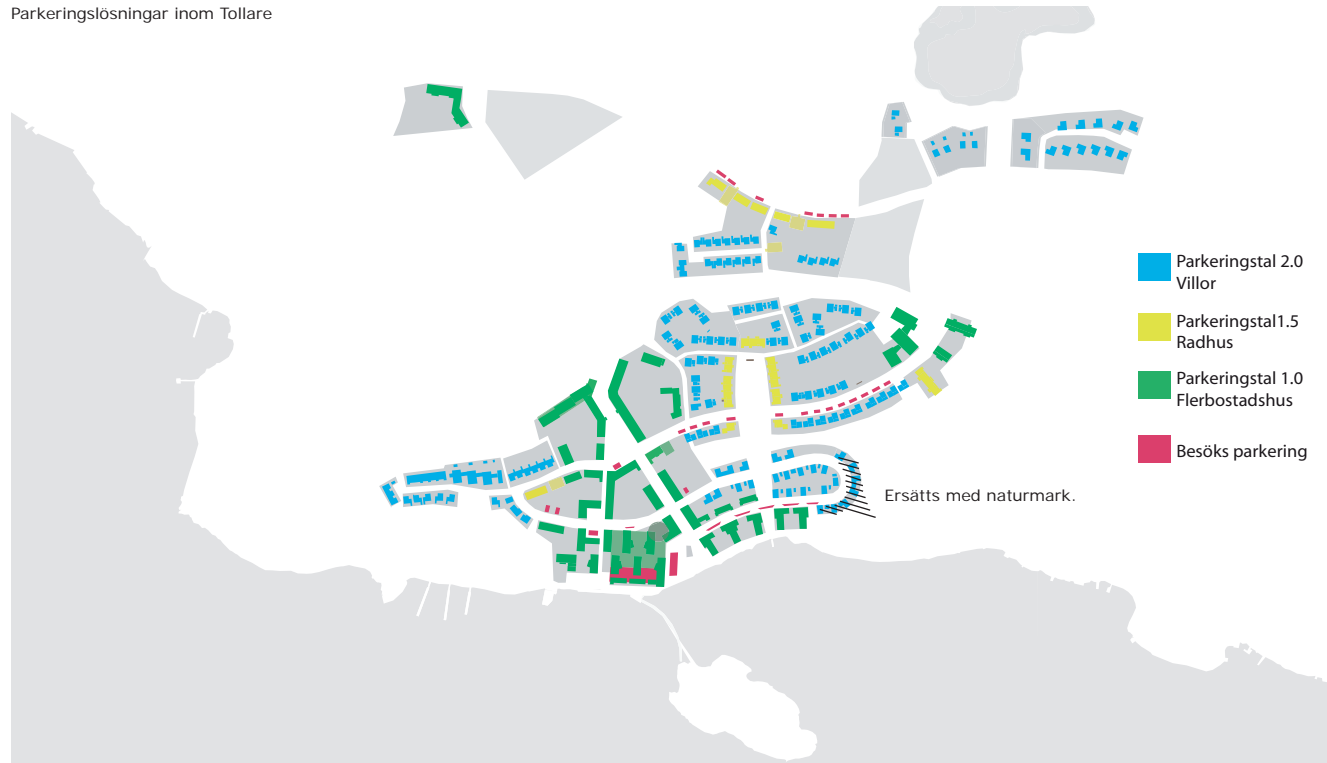 Parkeringslösningar inom Tollare
Parkeringstal 2.0
Villor
Parkeringstal1.5
Radhus
Parkeringstal 1.0
Flerbostadshus
Besöks parkering
Ersätts med naturmark.